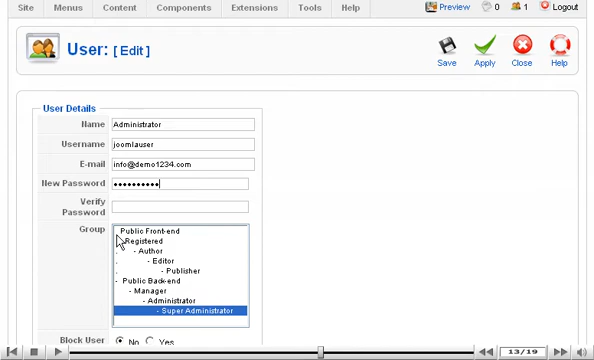 Site Menus Content Components Extensions Tools Help Preview 0 1 Logout
User: [ Edit ]
Save Apply Close Help
User Details
Name Administrator
Username joomlauser
E-mail info@demo1234.com
New Password ••••••••••
Verify
Password
Group
Public Front-end
- Registered
- Author
- Editor
- Publisher
- Public Back-end
- Manager
- Administrator
- Super Administrator
Block User No Yes
13/19